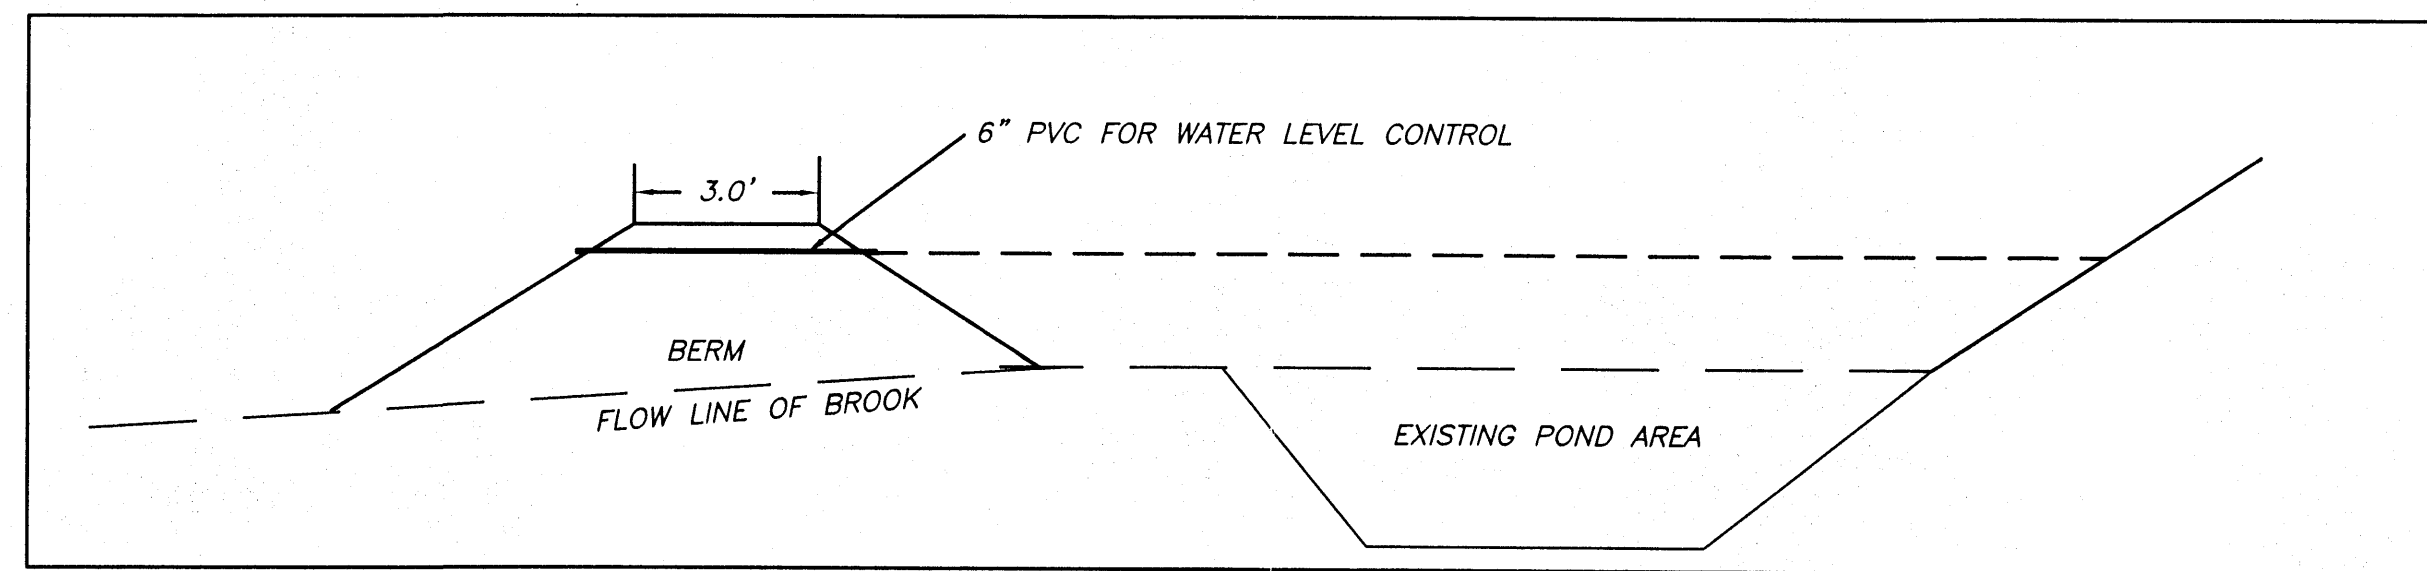 6" PVC FOR WATER LEVEL CONTROL
3.0'
BERM
FLOW LINE OF BROOK
EXISTING POND AREA